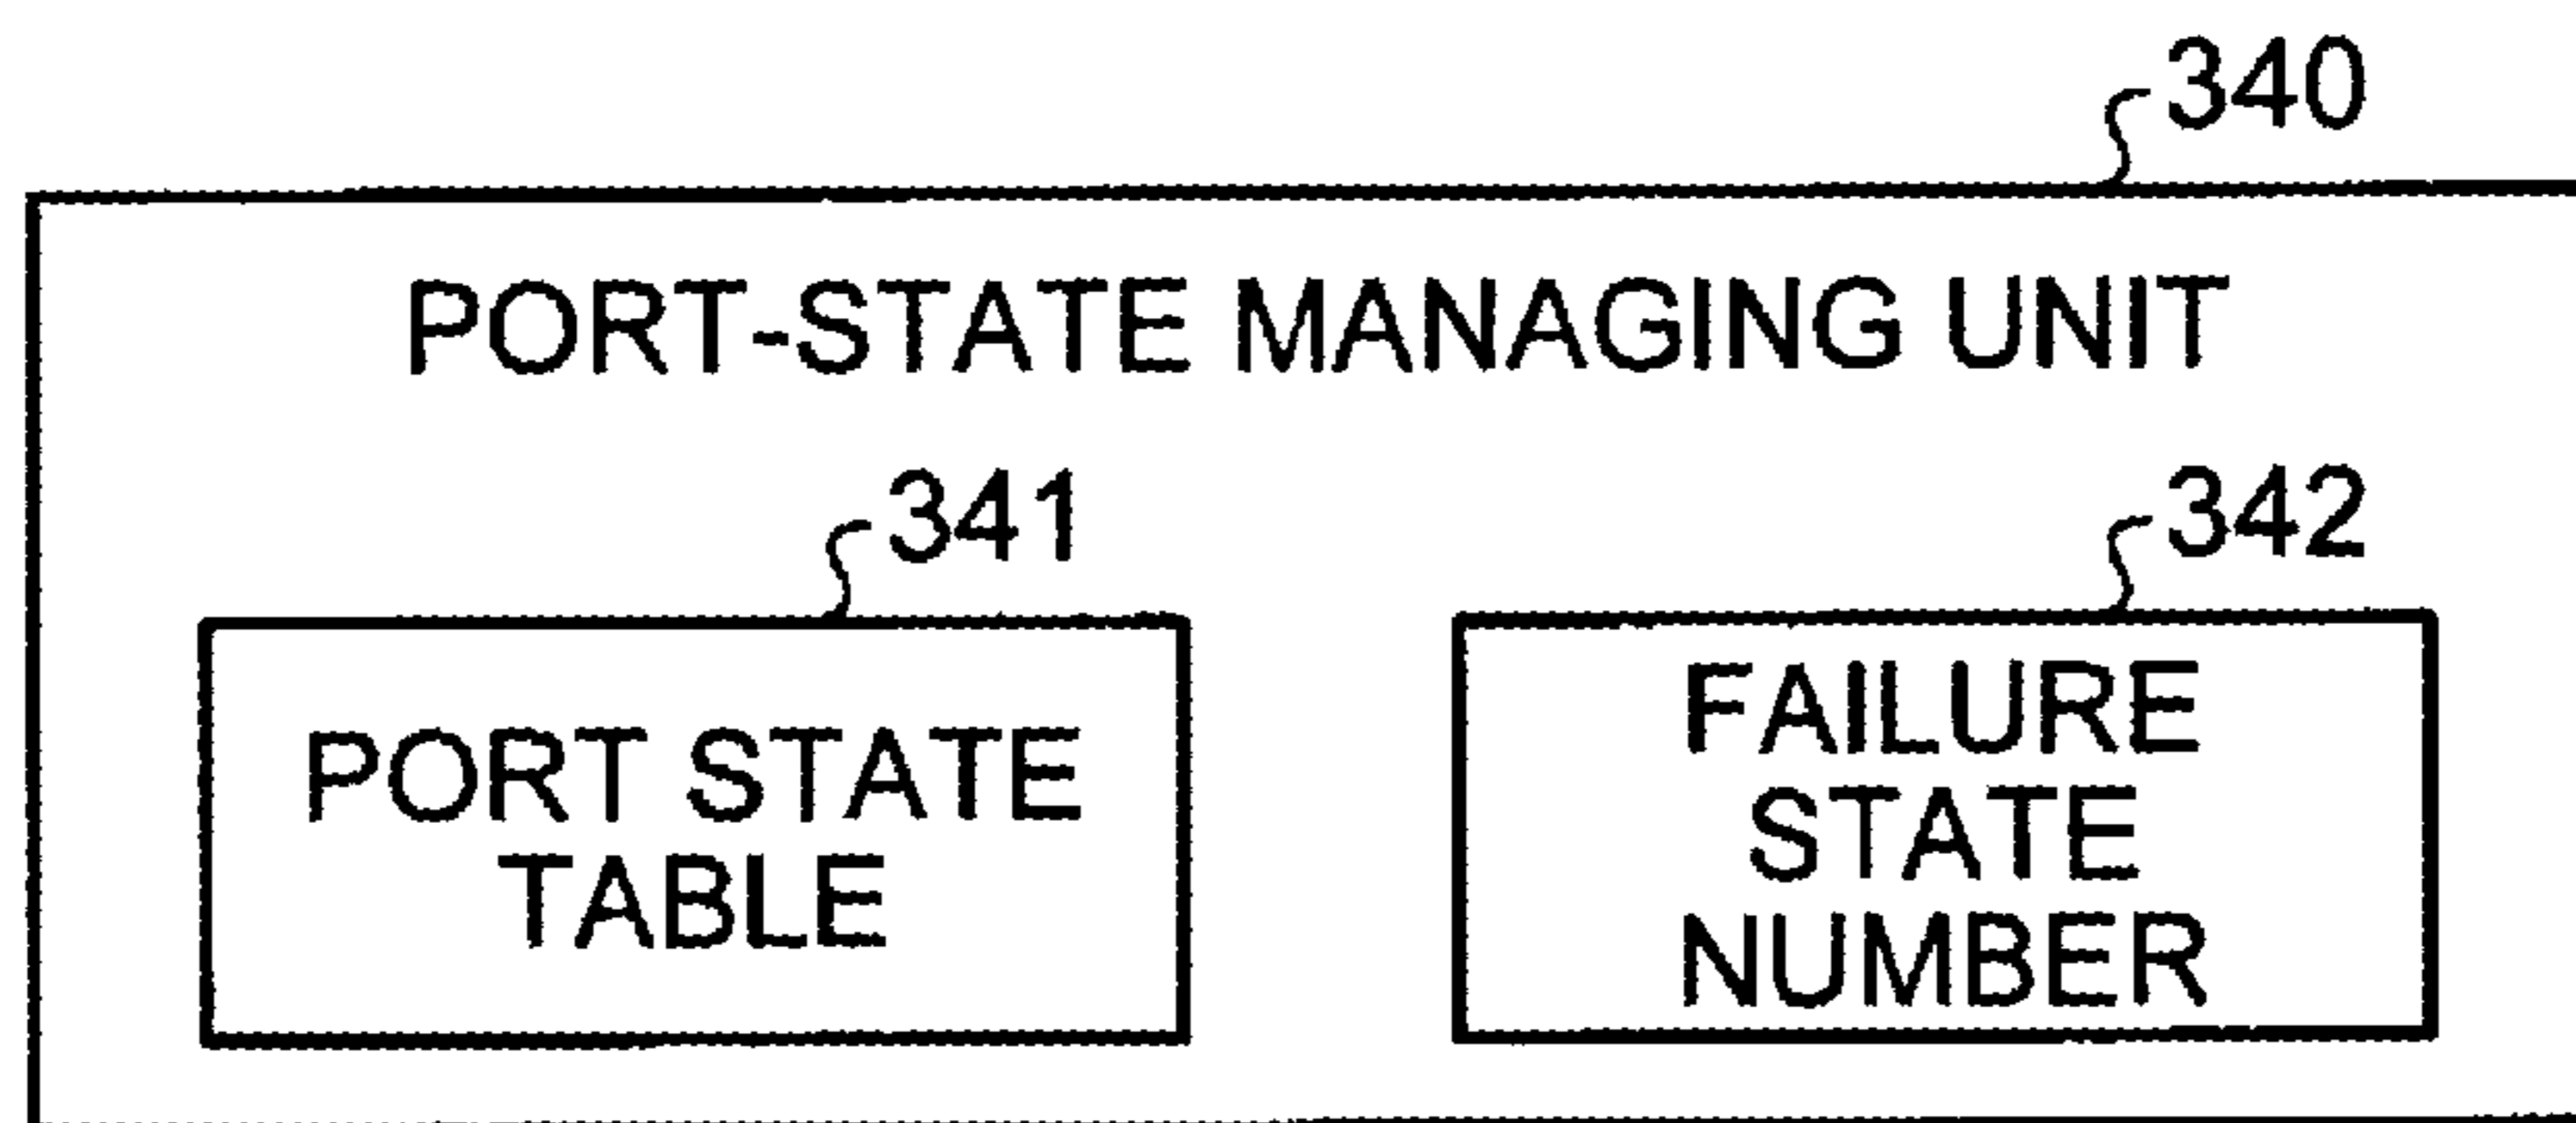 340
PORT-STATE MANAGING UNIT
341
342
PORT STATE
TABLE
FAILURE
STATE
NUMBER